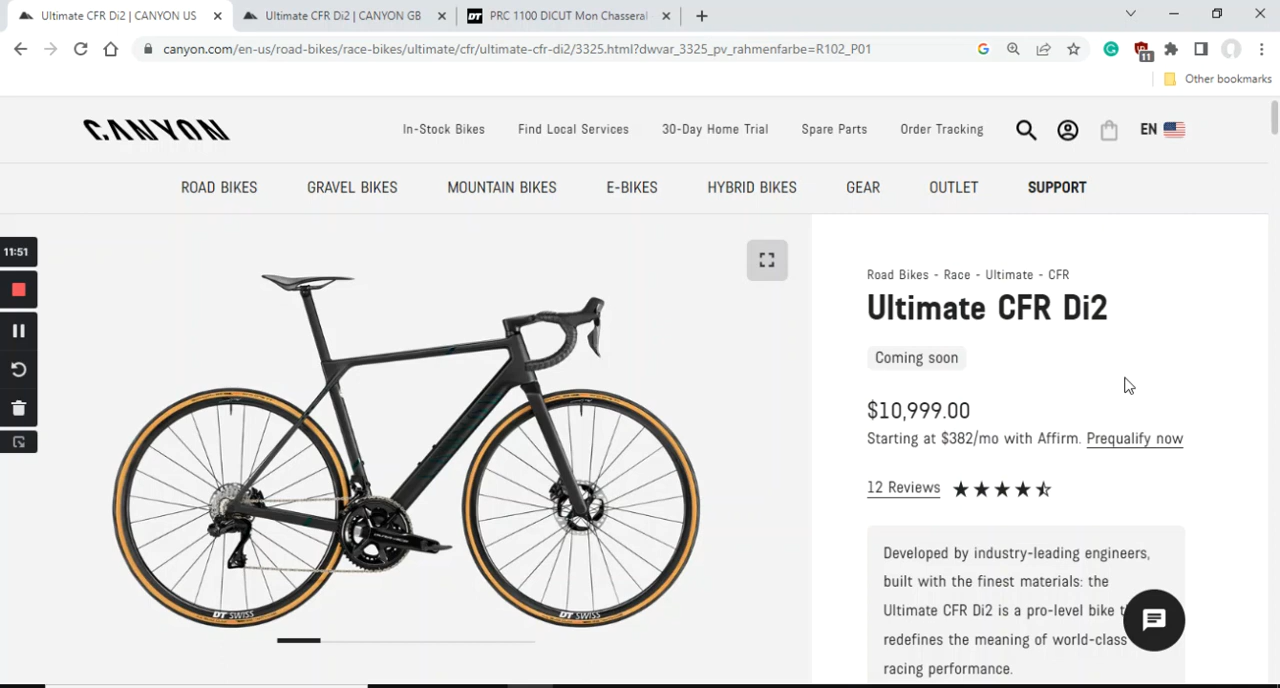 Ultimate CFR Di2 | CANYON US
Ultimate CFR Di2 | CANYON GB
DT PRC 1100 DICUT Mon Chasseral
canyon.com/en-us/road-bikes/race-bikes/ultimate/cfr/ultimate-cfr-di2/3325.html?dwvar_3325_pv_rahmenfarbe=R102_P01
11
Other bookmarks
CANYON
In-Stock Bikes
Find Local Services
30-Day Home Trial
Spare Parts
Order Tracking
EN
ROAD BIKES
GRAVEL BIKES
MOUNTAIN BIKES
E-BIKES
HYBRID BIKES
GEAR
OUTLET
SUPPORT
11:51
Road Bikes - Race - Ultimate - CFR
Ultimate CFR Di2
Coming soon
$10,999.00
Starting at $382/mo with Affirm. Prequalify now
12 Reviews
Developed by industry-leading engineers,
built with the finest materials: the
Ultimate CFR Di2 is a pro-level bike t
redefines the meaning of world-class
racing performance.
DT SWISS
DT SWISS